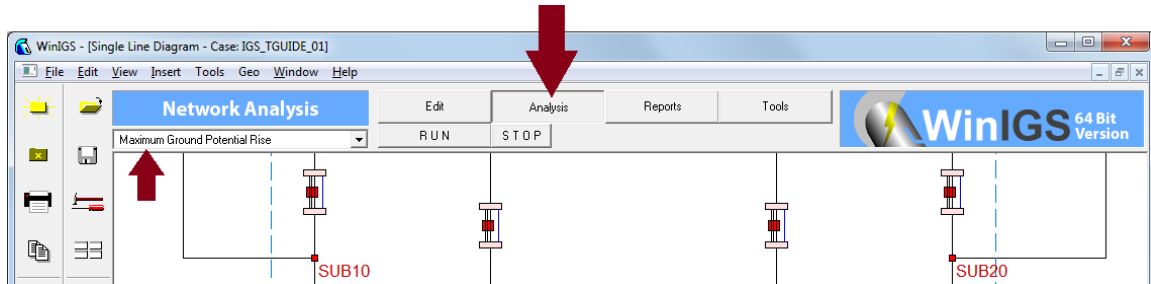 WinIGS - [Single Line Diagram - Case: IGS_TGUIDE_01]
File Edit View Insert Tools Geo Window Help
Network Analysis
Edit Analysis Reports Tools
WinIGS 64 Bit Version
Maximum Ground Potential Rise
RUN STOP
SUB10
SUB20